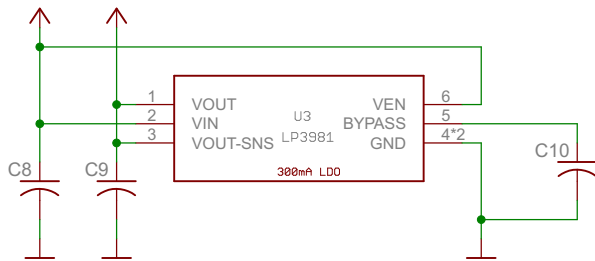 1 VOUT U3 VEN 6
2 VIN LP3981 BYPASS 5
3 VOUT-SNS GND 4*2
C8 C9 C10
300mA LDO